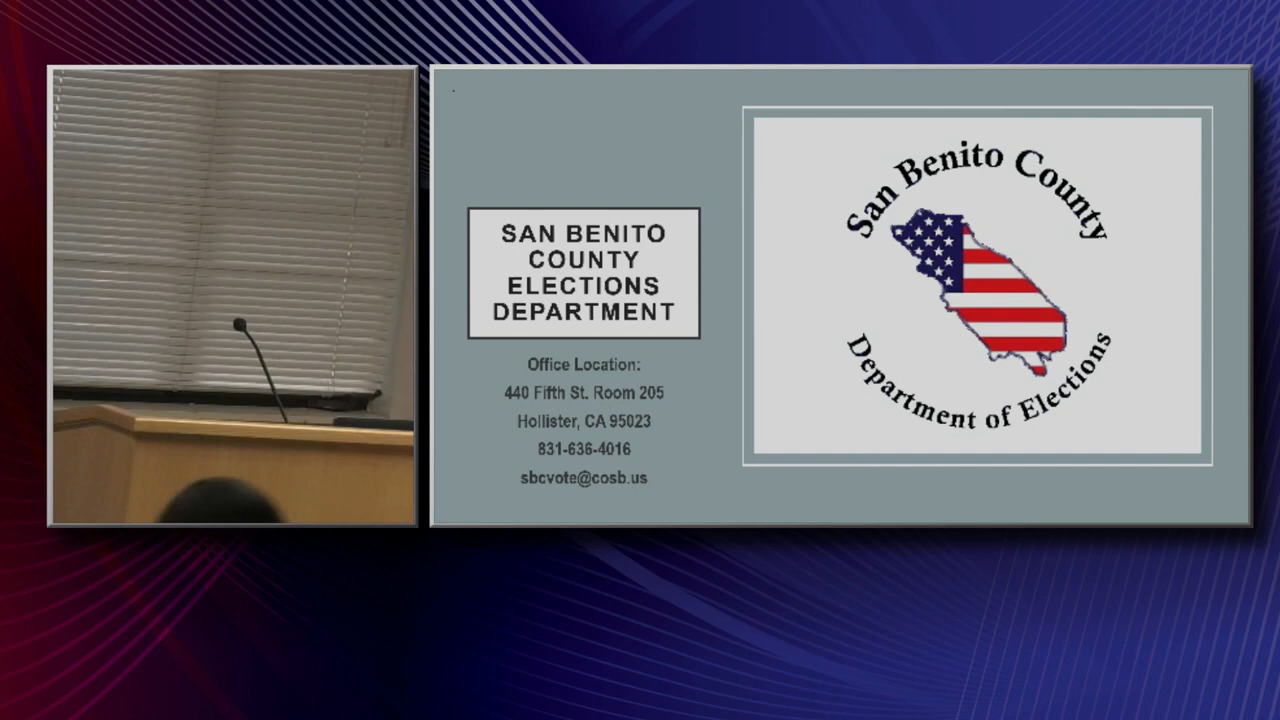 SAN BENITO
COUNTY
ELECTIONS
DEPARTMENT
Office Location:
440 Fifth St. Room 205
Hollister, CA 95023
831-636-4016
sbcvote@cosb.us
San Benito County
Department of Elections